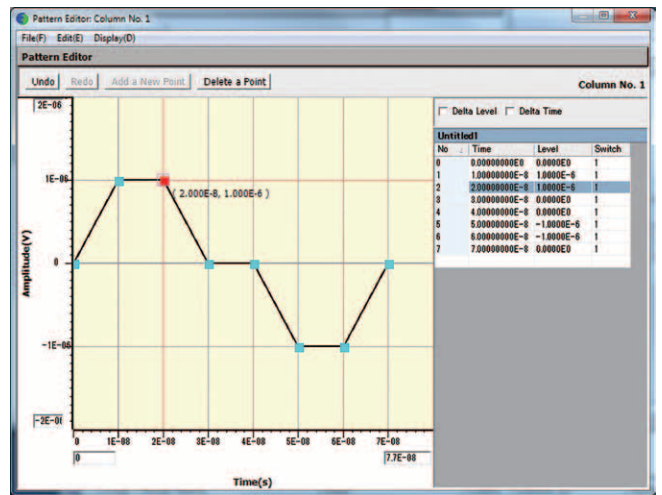 Pattern Editor: Column No. 1
File(F) Edit(E) Display(D)
Pattern Editor
Undo Redo Add a New Point Delete a Point Column No. 1
2E-06
1E-06
0
-1E-06
-2E-0
Amplitude(V)
( 2.000E-8, 1.000E-6 )
0 1E-08 2E-08 3E-08 4E-08 5E-08 6E-08 7E-08
0 7.7E-08
Time(s)
Delta Level Delta Time
Untitled1
No Time Level Switch
0 0.00000000E0 0.0000E0 1
1 1.00000000E-8 1.0000E-6 1
2 2.00000000E-8 1.0000E-6 1
3 3.00000000E-8 0.0000E0 1
4 4.00000000E-8 0.0000E0 1
5 5.00000000E-8 -1.0000E-6 1
6 6.00000000E-8 -1.0000E-6 1
7 7.00000000E-8 0.0000E0 1